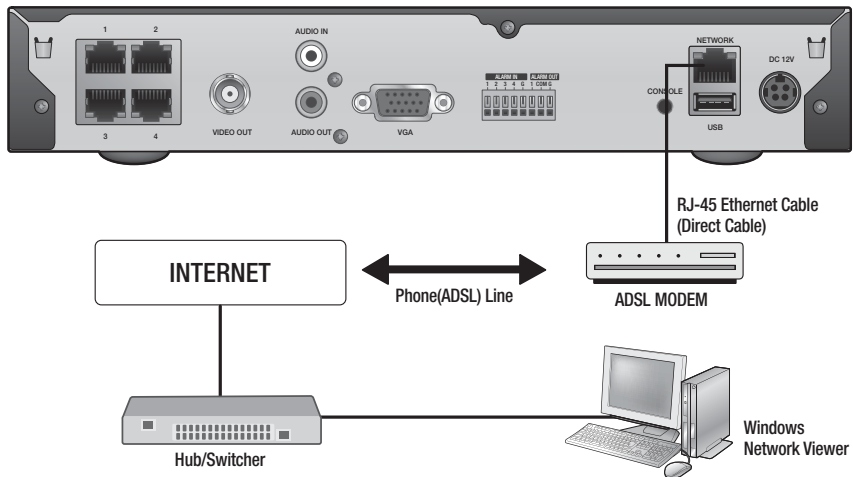 1 2
AUDIO IN
NETWORK
DC 12V
ALARM IN ALARM OUT
1 2 3 4 G 1 COM G
CONSOLE
3 4
VIDEO OUT
AUDIO OUT
VGA
USB
RJ-45 Ethernet Cable
(Direct Cable)
INTERNET
Phone(ADSL) Line
ADSL MODEM
Hub/Switcher
Windows
Network Viewer